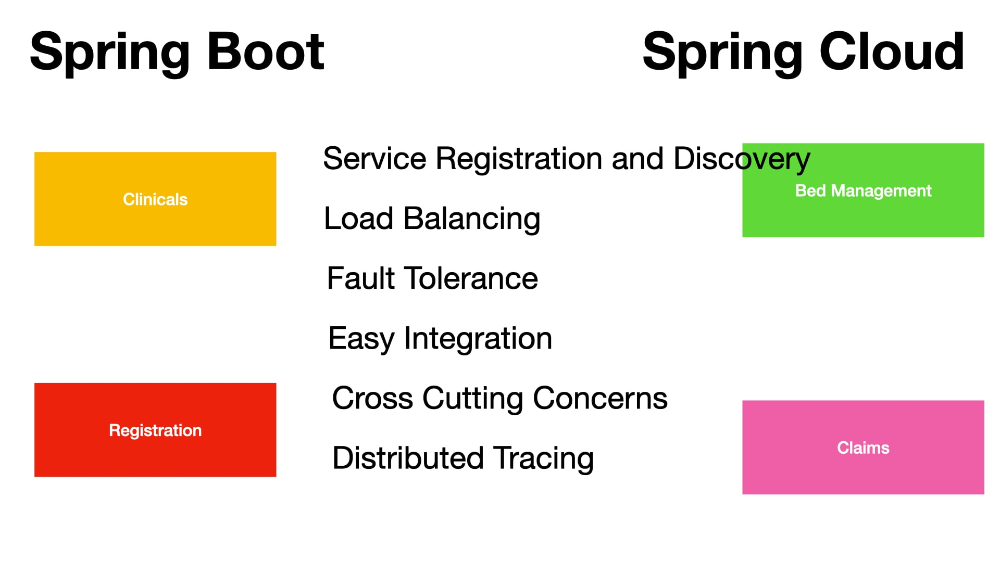 Spring Boot
Spring Cloud
Clinicals
Service Registration and Discovery
Bed Management
Load Balancing
Fault Tolerance
Easy Integration
Cross Cutting Concerns
Registration
Distributed Tracing
Claims